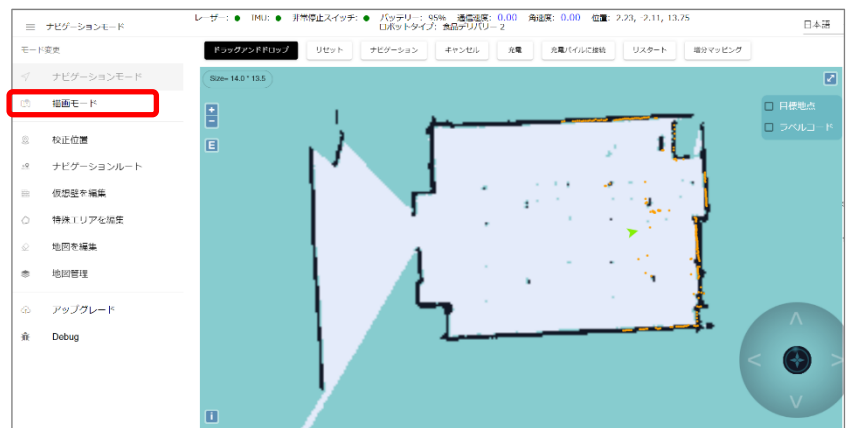 ナビゲーションモード
レーザー: IMU: 非常停止スイッチ: バッテリー: 95% 通信速度: 0.00 角速度: 0.00 位置: 2.23, -2.11, 13.75
ロボットタイプ: 食品デリバリー 2
日本語
モード変更
ドラッグアンドドロップ リセット ナビゲーション キャンセル 充電 充電パイルに接続 リスタート 増分マッピング
ナビゲーションモード
描画モード
校正位置
ナビゲーションルート
仮想壁を編集
特殊エリアを編集
地図を編集
地図管理
アップグレード
Debug
Size= 14.0 * 13.5
+
−
E
目標地点
ラベルコード
i